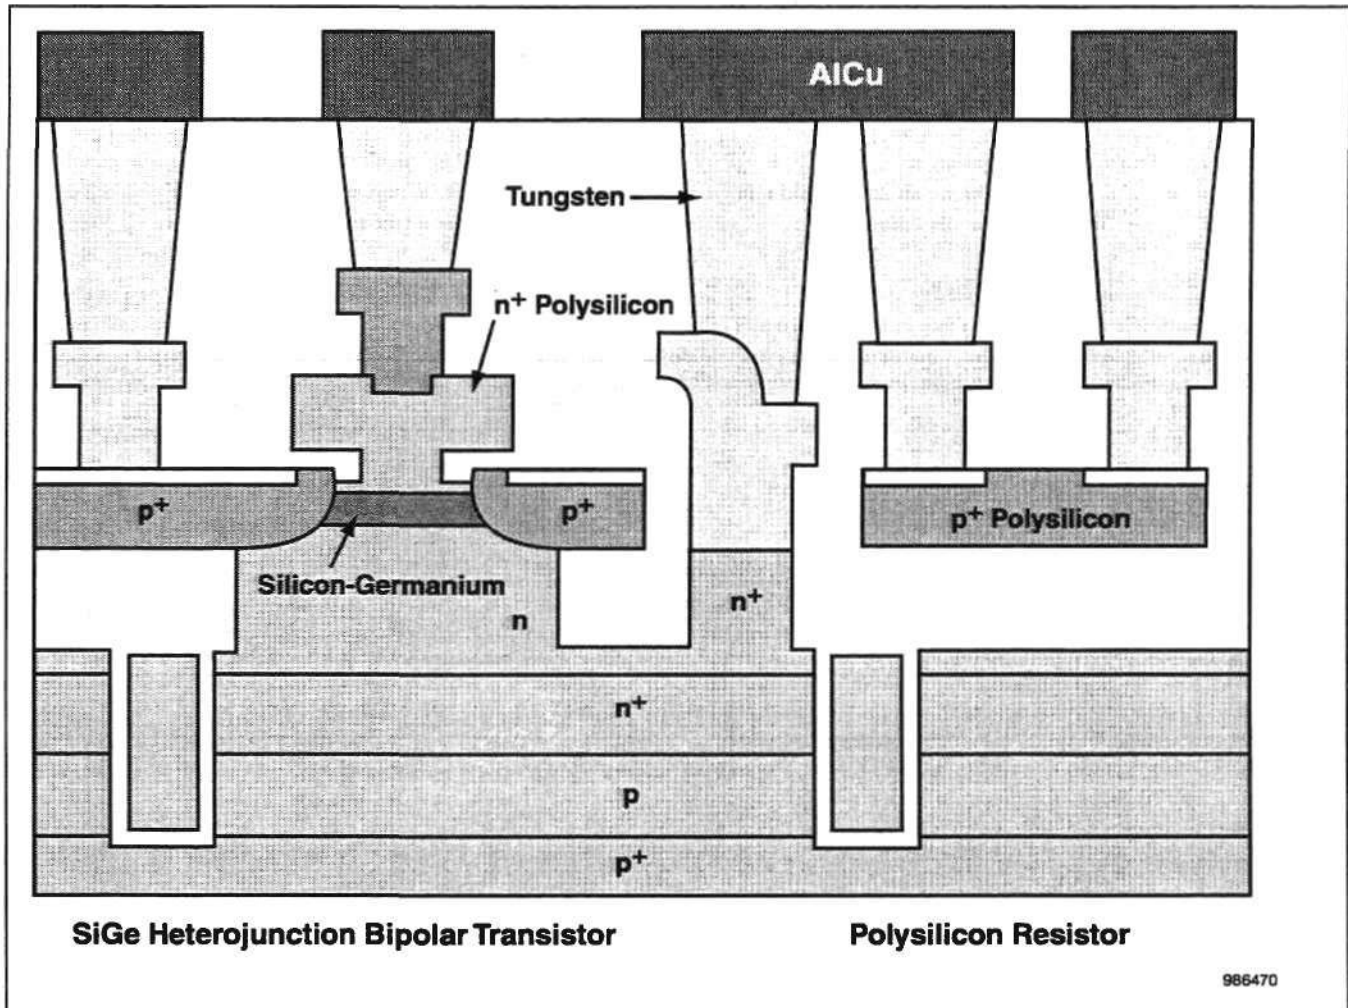 AlCu
Tungsten
n+ Polysilicon
p+
p+
p+ Polysilicon
Silicon-Germanium
n+
n
n+
p
p+
SiGe Heterojunction Bipolar Transistor
Polysilicon Resistor
986470